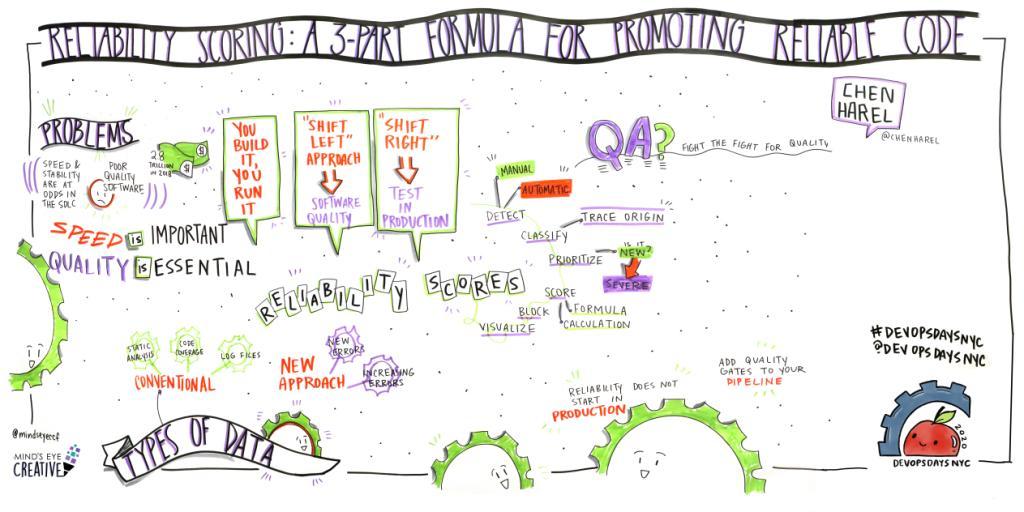 RELIABILITY SCORING: A 3-PART FORMULA FOR PROMOTING RELIABLE CODE
CHEN
HAREL
@CHENHAREL
PROBLEMS
SPEED &
STABILITY
ARE AT
ODDS IN
THE SDLC
POOR
QUALITY
SOFTWARE
2.8
TRILLION
IN 2018
$
$
SPEED IS IMPORTANT
QUALITY IS ESSENTIAL
YOU
BUILD
IT,
YOU
RUN
IT
"SHIFT
LEFT"
APPROACH
SOFTWARE
QUALITY
"SHIFT
RIGHT"
TEST
IN
PRODUCTION
QA?
FIGHT THE FIGHT FOR QUALITY
MANUAL
AUTOMATIC
DETECT
CLASSIFY
TRACE ORIGIN
PRIORITIZE
IS IT
NEW?
SEVERE
SCORE
FORMULA
CALCULATION
BLOCK
VISUALIZE
RELIABILITY SCORES
STATIC
ANALYSIS
CODE
COVERAGE
LOG FILES
CONVENTIONAL
NEW
APPROACH
NEW
ERRORS
INCREASING
ERRORS
TYPES OF DATA
RELIABILITY DOES NOT
START IN
PRODUCTION
ADD QUALITY
GATES TO YOUR
PIPELINE
#DEVOPSDAYSNYC
@DEVOPSDAYSNYC
2020
DEVOPSDAYS NYC
@mindseyeccf
MIND'S EYE
CREATIVE